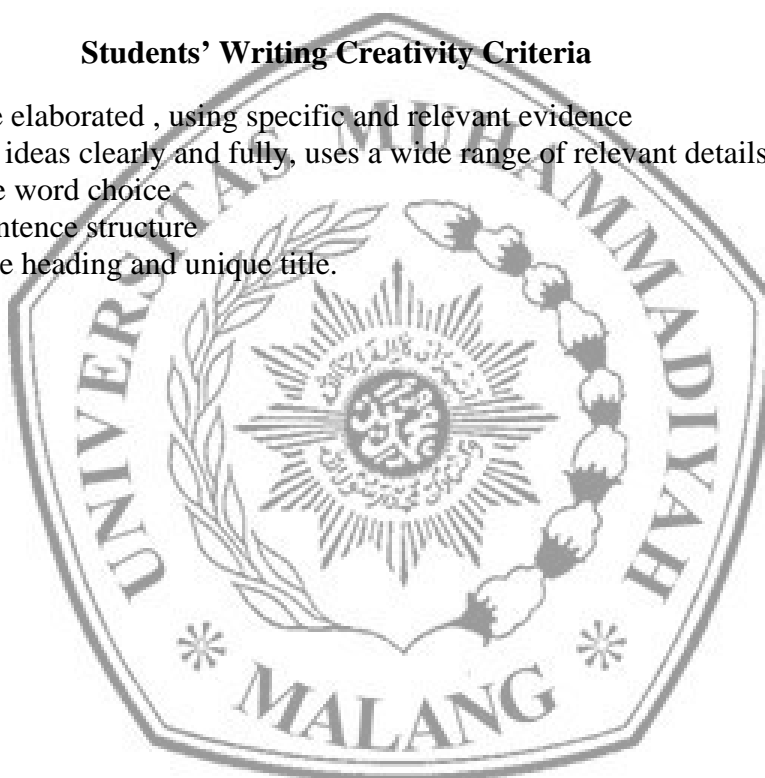 Students’ Writing Creativity Criteria
e elaborated , using specific and relevant evidence
ideas clearly and fully, uses a wide range of relevant details
e word choice
ntence structure
e heading and unique title.
UNIVERSITAS MUHAMMADIYAH
MALANG